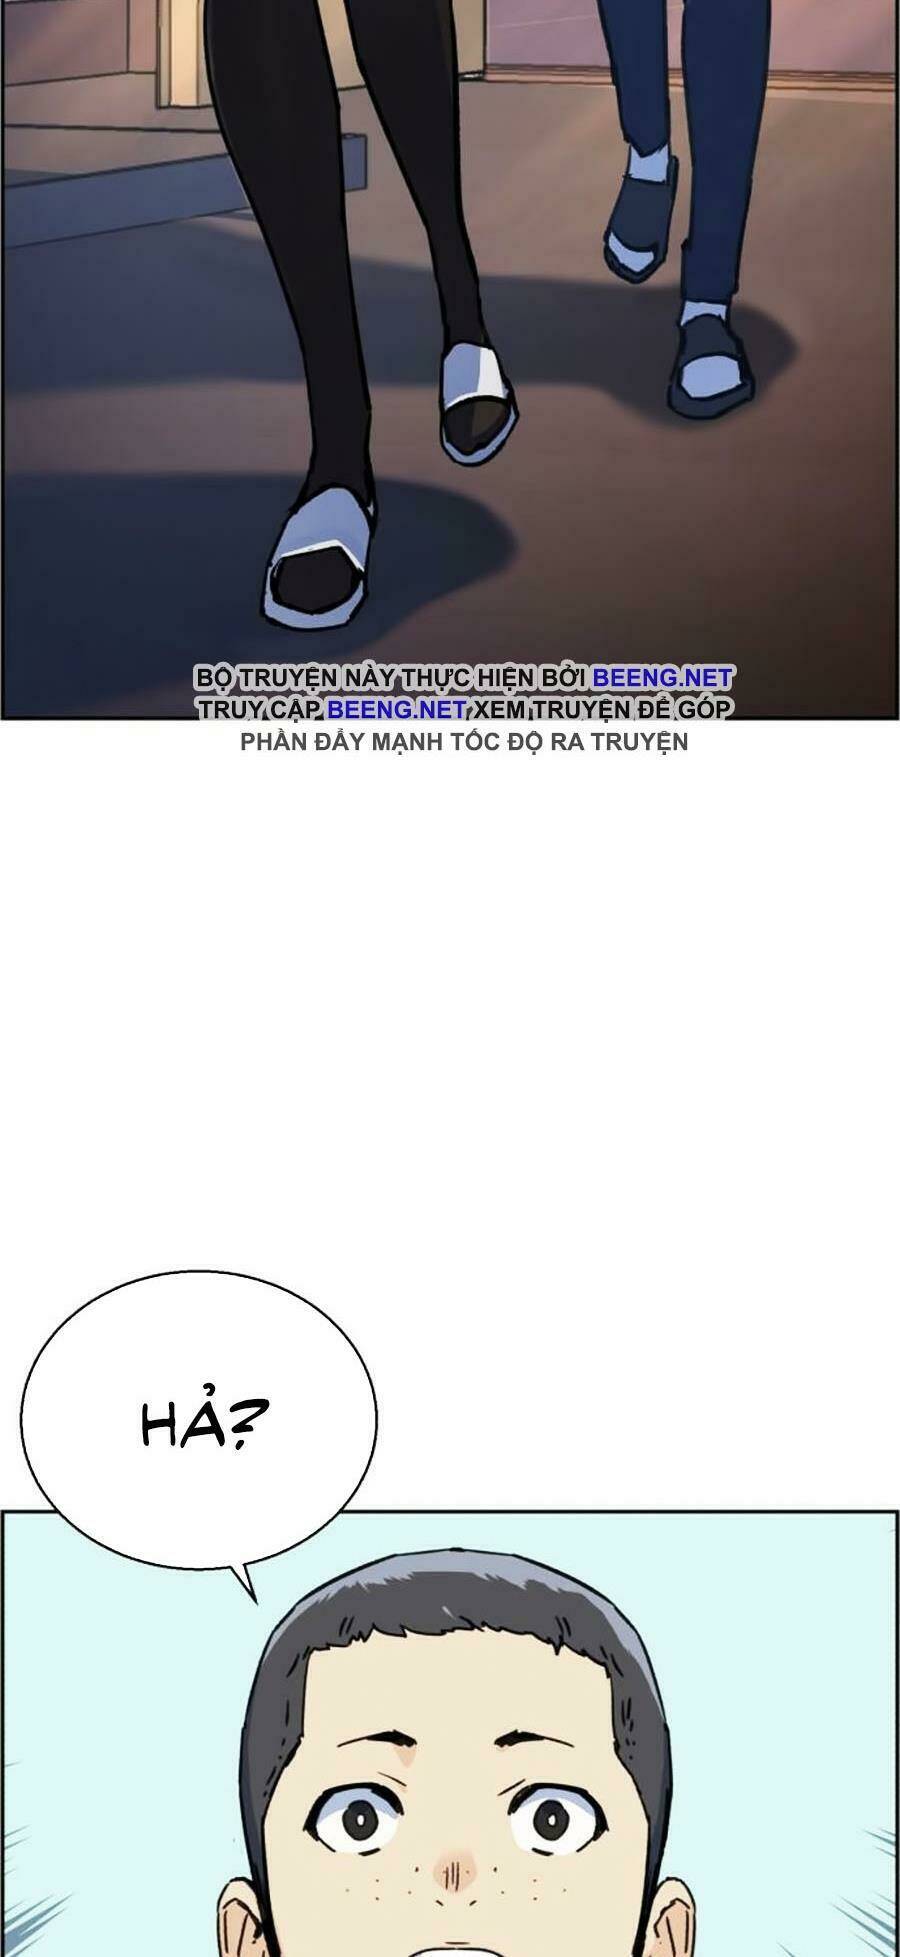 BỘ TRUYỆN NÀY THỰC HIỆN BỞI BEENG.NET
TRUY CẬP BEENG.NET XEM TRUYỆN ĐỂ GÓP
PHẦN ĐẨY MẠNH TỐC ĐỘ RA TRUYỆN
HẢ?